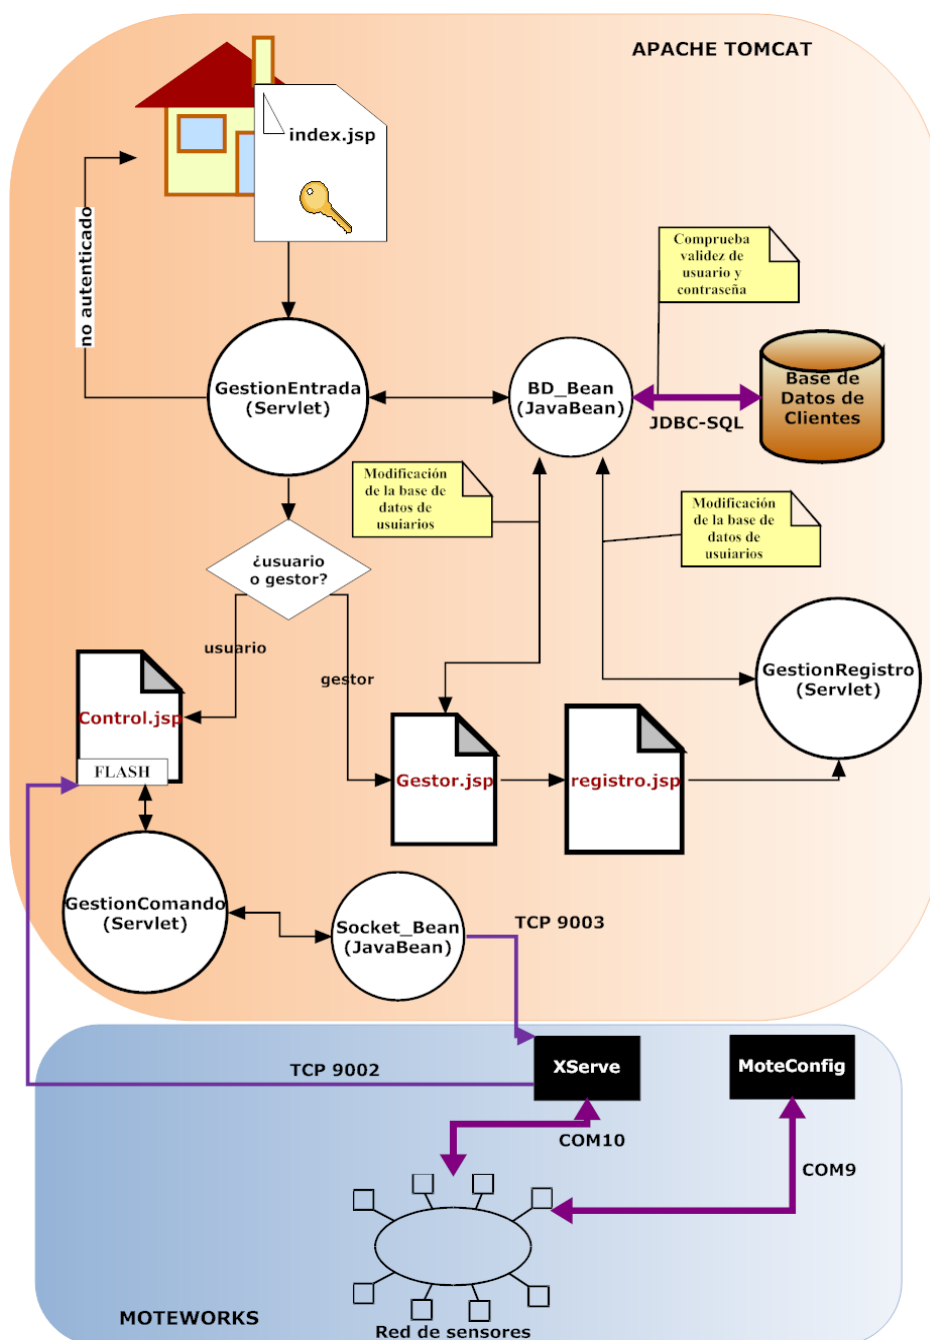 APACHE TOMCAT
index.jsp
no autenticado
Comprueba
validez de
usuario y
contraseña
GestionEntrada
(Servlet)
BD_Bean
(JavaBean)
JDBC-SQL
Base de
Datos de
Clientes
Modificación
de la base de
datos de
usuiarios
Modificación
de la base de
datos de
usuiarios
¿usuario
o gestor?
usuario
gestor
GestionRegistro
(Servlet)
Control.jsp
FLASH
Gestor.jsp
registro.jsp
GestionComando
(Servlet)
Socket_Bean
(JavaBean)
TCP 9003
TCP 9002
XServe
MoteConfig
COM10
COM9
MOTEWORKS
Red de sensores